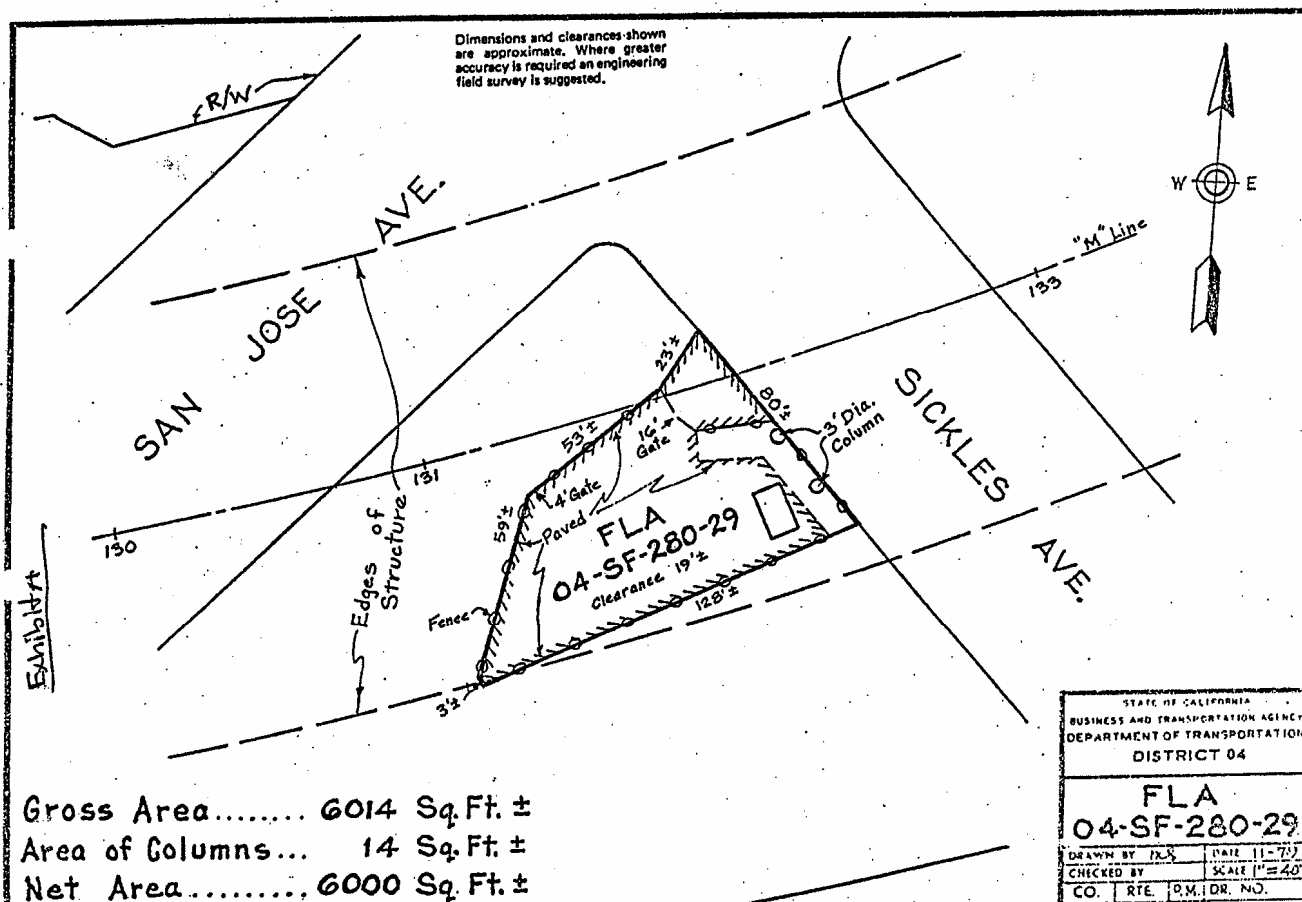 Dimensions and clearances shown
are approximate. Where greater
accuracy is required an engineering
field survey is suggested.
R/W
SAN JOSE AVE.
W E
"M" Line
133
131
130
23'±
80'±
53'±
59'±
16'
Gate
3' Dia.
Column
SICKLES AVE.
4' Gate
Paved
FLA
04-SF-280-29
Clearance 19'±
128'±
Edges of
Structure
Fence
3'±
Exhibit A
Gross Area........ 6014 Sq. Ft. ±
Area of Columns... 14 Sq. Ft. ±
Net Area......... 6000 Sq. Ft. ±
STATE OF CALIFORNIA
BUSINESS AND TRANSPORTATION AGENCY
DEPARTMENT OF TRANSPORTATION
DISTRICT 04
FLA
04-SF-280-29
DRAWN BY DATE 11-79
CHECKED BY SCALE 1"=40'
CO. RTE. P.M. DR. NO.